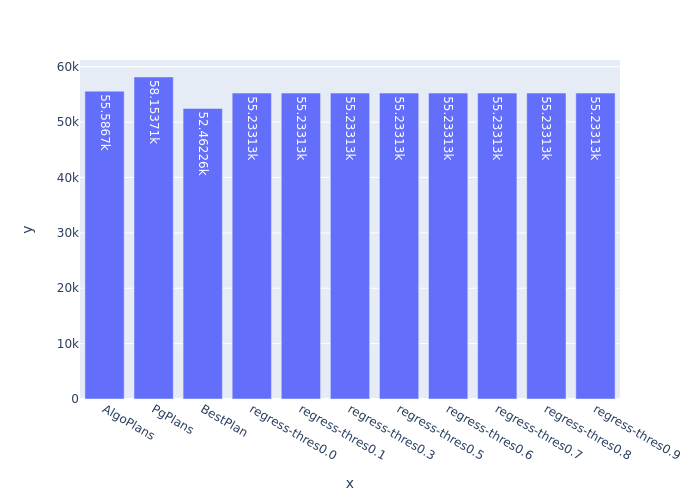 60k
50k
40k
30k
20k
10k
0
y
55.5867k
58.15371k
52.46226k
55.23313k
55.23313k
55.23313k
55.23313k
55.23313k
55.23313k
55.23313k
55.23313k
AlgoPlans
PgPlans
BestPlan
regress-thres0.0
regress-thres0.1
regress-thres0.3
regress-thres0.5
regress-thres0.6
regress-thres0.7
regress-thres0.8
regress-thres0.9
x